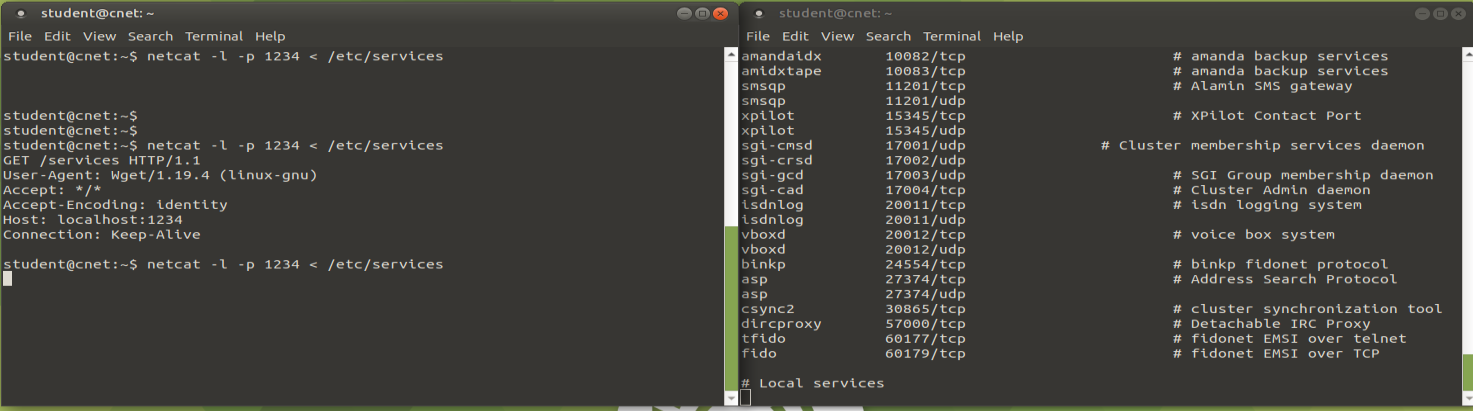 student@cnet: ~
File Edit View Search Terminal Help
student@cnet:~$ netcat -l -p 1234 < /etc/services
student@cnet:~$
student@cnet:~$
student@cnet:~$ netcat -l -p 1234 < /etc/services
GET /services HTTP/1.1
User-Agent: Wget/1.19.4 (linux-gnu)
Accept: */*
Accept-Encoding: identity
Host: localhost:1234
Connection: Keep-Alive
student@cnet:~$ netcat -l -p 1234 < /etc/services
student@cnet: ~
File Edit View Search Terminal Help
amandaidx 10082/tcp # amanda backup services
amidxtape 10083/tcp # amanda backup services
smsqp 11201/tcp # Alamin SMS gateway
smsqp 11201/udp
xpilot 15345/tcp # XPilot Contact Port
xpilot 15345/udp
sgi-cmsd 17001/udp # Cluster membership services daemon
sgi-crsd 17002/udp
sgi-gcd 17003/udp # SGI Group membership daemon
sgi-cad 17004/tcp # Cluster Admin daemon
isdnlog 20011/tcp # isdn logging system
isdnlog 20011/udp
vboxd 20012/tcp # voice box system
vboxd 20012/udp
binkp 24554/tcp # binkp fidonet protocol
asp 27374/tcp # Address Search Protocol
asp 27374/udp
csync2 30865/tcp # cluster synchronization tool
dircproxy 57000/tcp # Detachable IRC Proxy
tfido 60177/tcp # fidonet EMSI over telnet
fido 60179/tcp # fidonet EMSI over TCP
# Local services